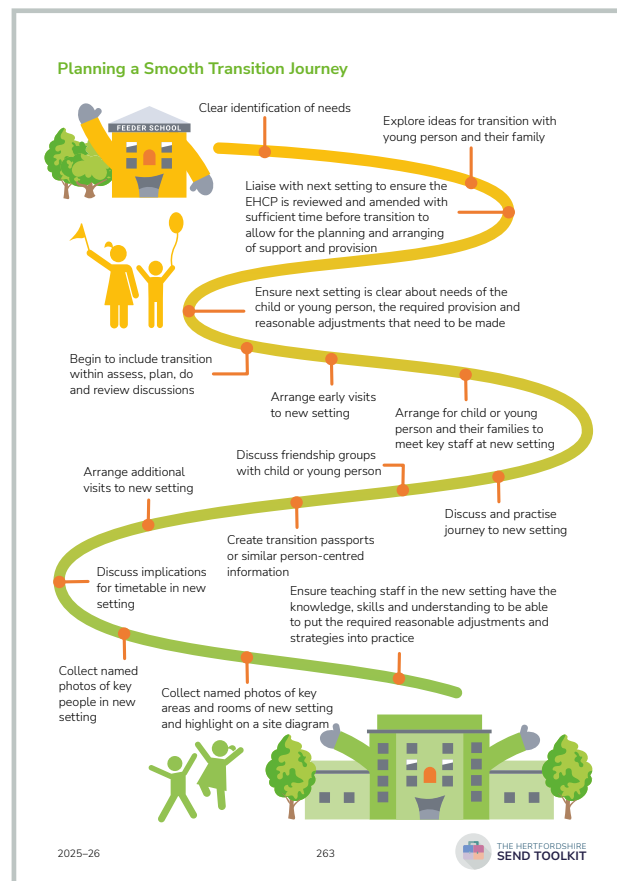 Planning a Smooth Transition Journey
FEEDER SCHOOL
Clear identification of needs
Explore ideas for transition with
young person and their family
Liaise with next setting to ensure the
EHCP is reviewed and amended with
sufficient time before transition to
allow for the planning and arranging
of support and provision
Ensure next setting is clear about needs of the
child or young person, the required provision and
reasonable adjustments that need to be made
Begin to include transition
within assess, plan, do
and review discussions
Arrange early visits
to new setting
Arrange for child or young
person and their families to
meet key staff at new setting
Discuss and practise
journey to new setting
Discuss friendship groups
with child or young person
Create transition passports
or similar person-centred
information
Arrange additional
visits to new setting
Discuss implications
for timetable in new
setting
Collect named
photos of key
people in new
setting
Collect named photos of key
areas and rooms of new setting
and highlight on a site diagram
Ensure teaching staff in the new setting have the
knowledge, skills and understanding to be able
to put the required reasonable adjustments and
strategies into practice
2025–26
263
THE HERTFORDSHIRE
SEND TOOLKIT